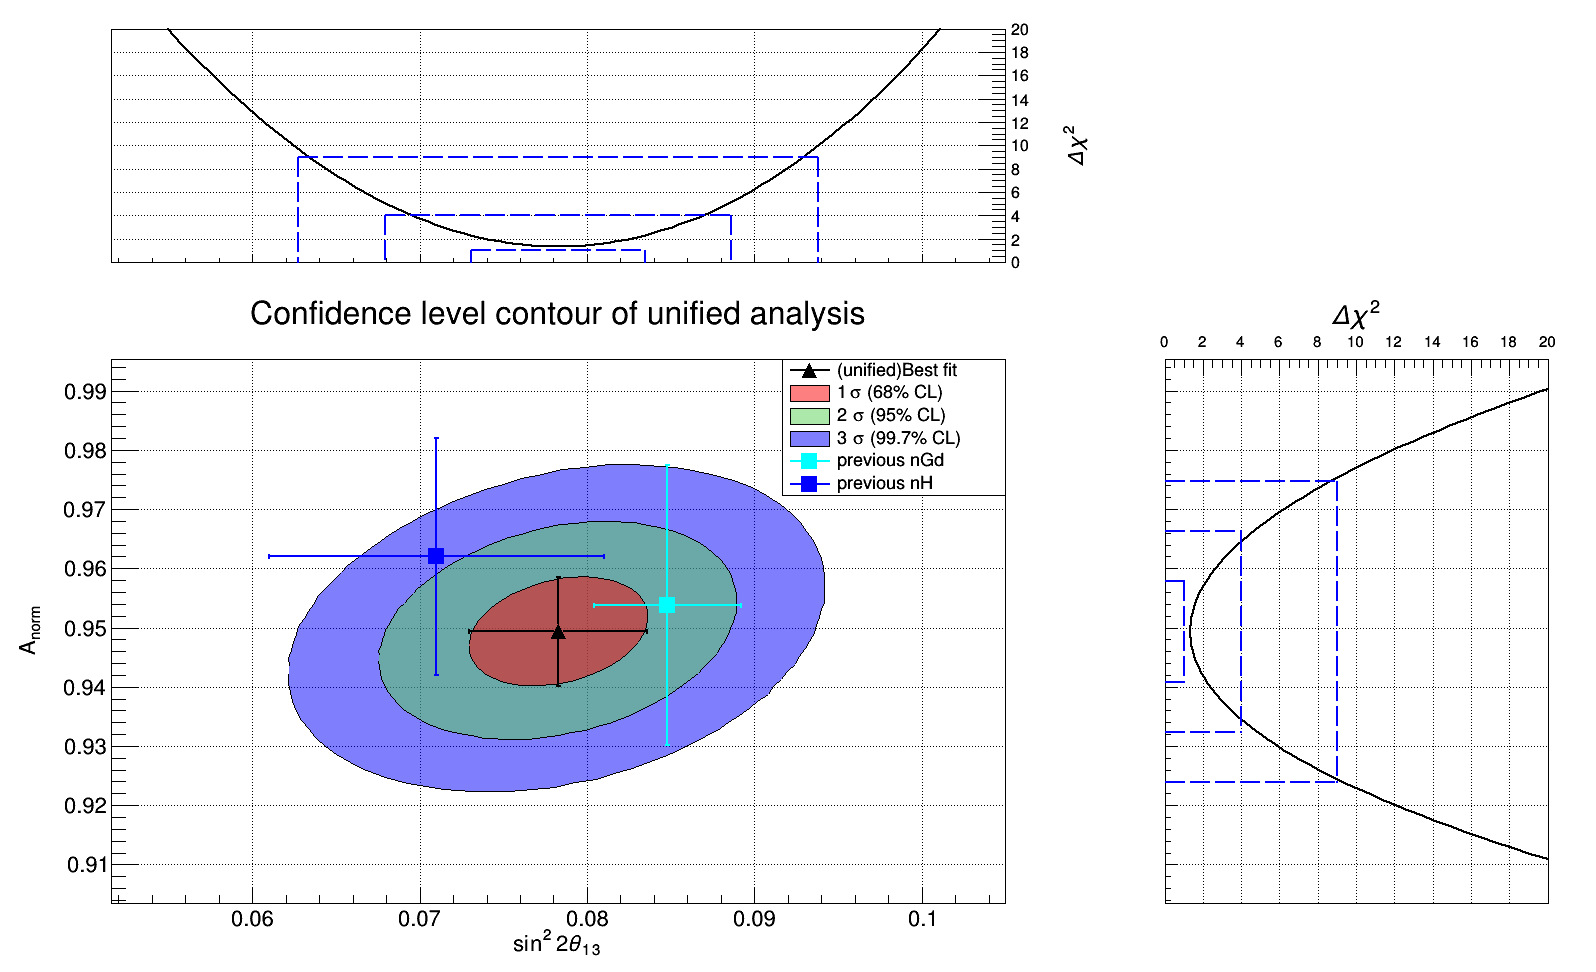 20
18
16
14
12
10
8
6
4
2
0
Δχ²
Confidence level contour of unified analysis
(unified)Best fit
1 σ (68% CL)
2 σ (95% CL)
3 σ (99.7% CL)
previous nGd
previous nH
0.99
0.98
0.97
0.96
0.95
0.94
0.93
0.92
0.91
A_norm
0.06 0.07 0.08 0.09 0.1
sin² 2θ₁₃
Δχ²
0 2 4 6 8 10 12 14 16 18 20